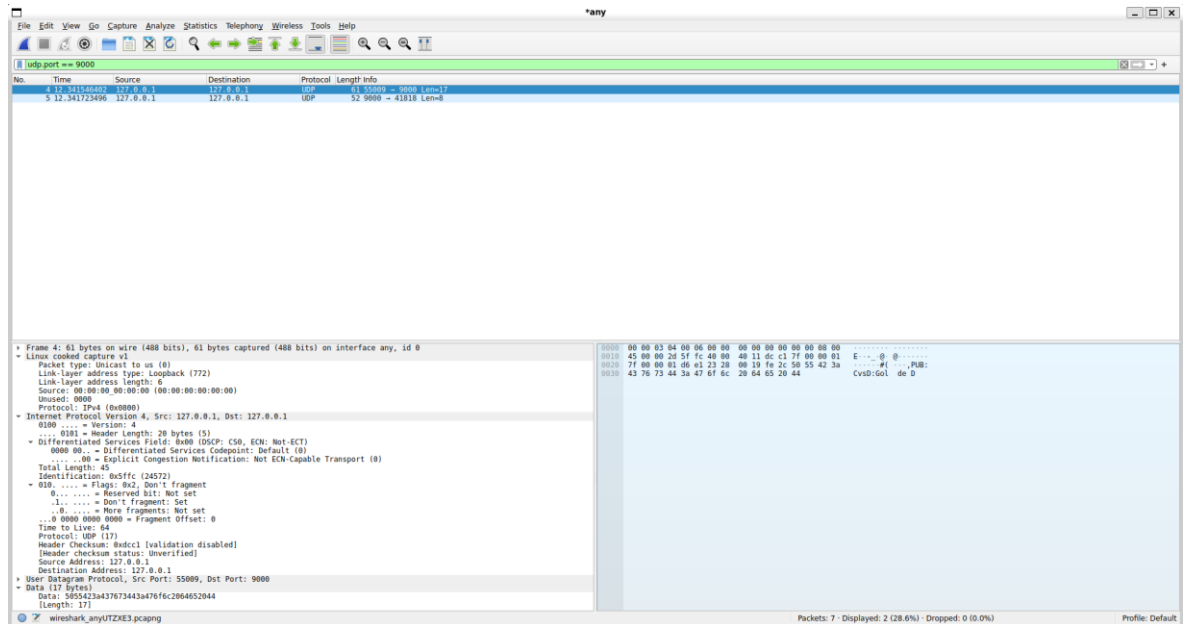 *any
File Edit View Go Capture Analyze Statistics Telephony Wireless Tools Help
udp.port == 9000
No. Time Source Destination Protocol Length Info
4 12.341546402 127.0.0.1 127.0.0.1 UDP 61 55009 → 9000 Len=17
5 12.341723496 127.0.0.1 127.0.0.1 UDP 52 9000 → 41818 Len=8
Frame 4: 61 bytes on wire (488 bits), 61 bytes captured (488 bits) on interface any, id 0
Linux cooked capture v1
Packet type: Unicast to us (0)
Link-layer address type: Loopback (772)
Link-layer address length: 6
Source: 00:00:00_00:00:00 (00:00:00:00:00:00)
Unused: 0000
Protocol: IPv4 (0x0800)
Internet Protocol Version 4, Src: 127.0.0.1, Dst: 127.0.0.1
0100 .... = Version: 4
.... 0101 = Header Length: 20 bytes (5)
Differentiated Services Field: 0x00 (DSCP: CS0, ECN: Not-ECT)
0000 00.. = Differentiated Services Codepoint: Default (0)
.... ..00 = Explicit Congestion Notification: Not ECN-Capable Transport (0)
Total Length: 45
Identification: 0x5ffc (24572)
010. .... = Flags: 0x2, Don't fragment
0... .... = Reserved bit: Not set
.1.. .... = Don't fragment: Set
..0. .... = More fragments: Not set
...0 0000 0000 0000 = Fragment Offset: 0
Time to Live: 64
Protocol: UDP (17)
Header Checksum: 0xdcc1 [validation disabled]
[Header checksum status: Unverified]
Source Address: 127.0.0.1
Destination Address: 127.0.0.1
User Datagram Protocol, Src Port: 55009, Dst Port: 9000
Data (17 bytes)
Data: 5055423a437673443a476f6c2064652044
[Length: 17]
0000 00 00 03 04 00 06 00 00 00 00 00 00 00 00 08 00 ········ ········
0010 45 00 00 2d 5f fc 40 00 40 11 dc c1 7f 00 00 01 E··-_·@· @·······
0020 7f 00 00 01 d6 e1 23 28 00 19 fe 2c 50 55 42 3a ······#( ···,PUB:
0030 43 76 73 44 3a 47 6f 6c 20 64 65 20 44 CvsD:Gol de D
wireshark_anyUTZXE3.pcapng
Packets: 7 · Displayed: 2 (28.6%) · Dropped: 0 (0.0%)
Profile: Default